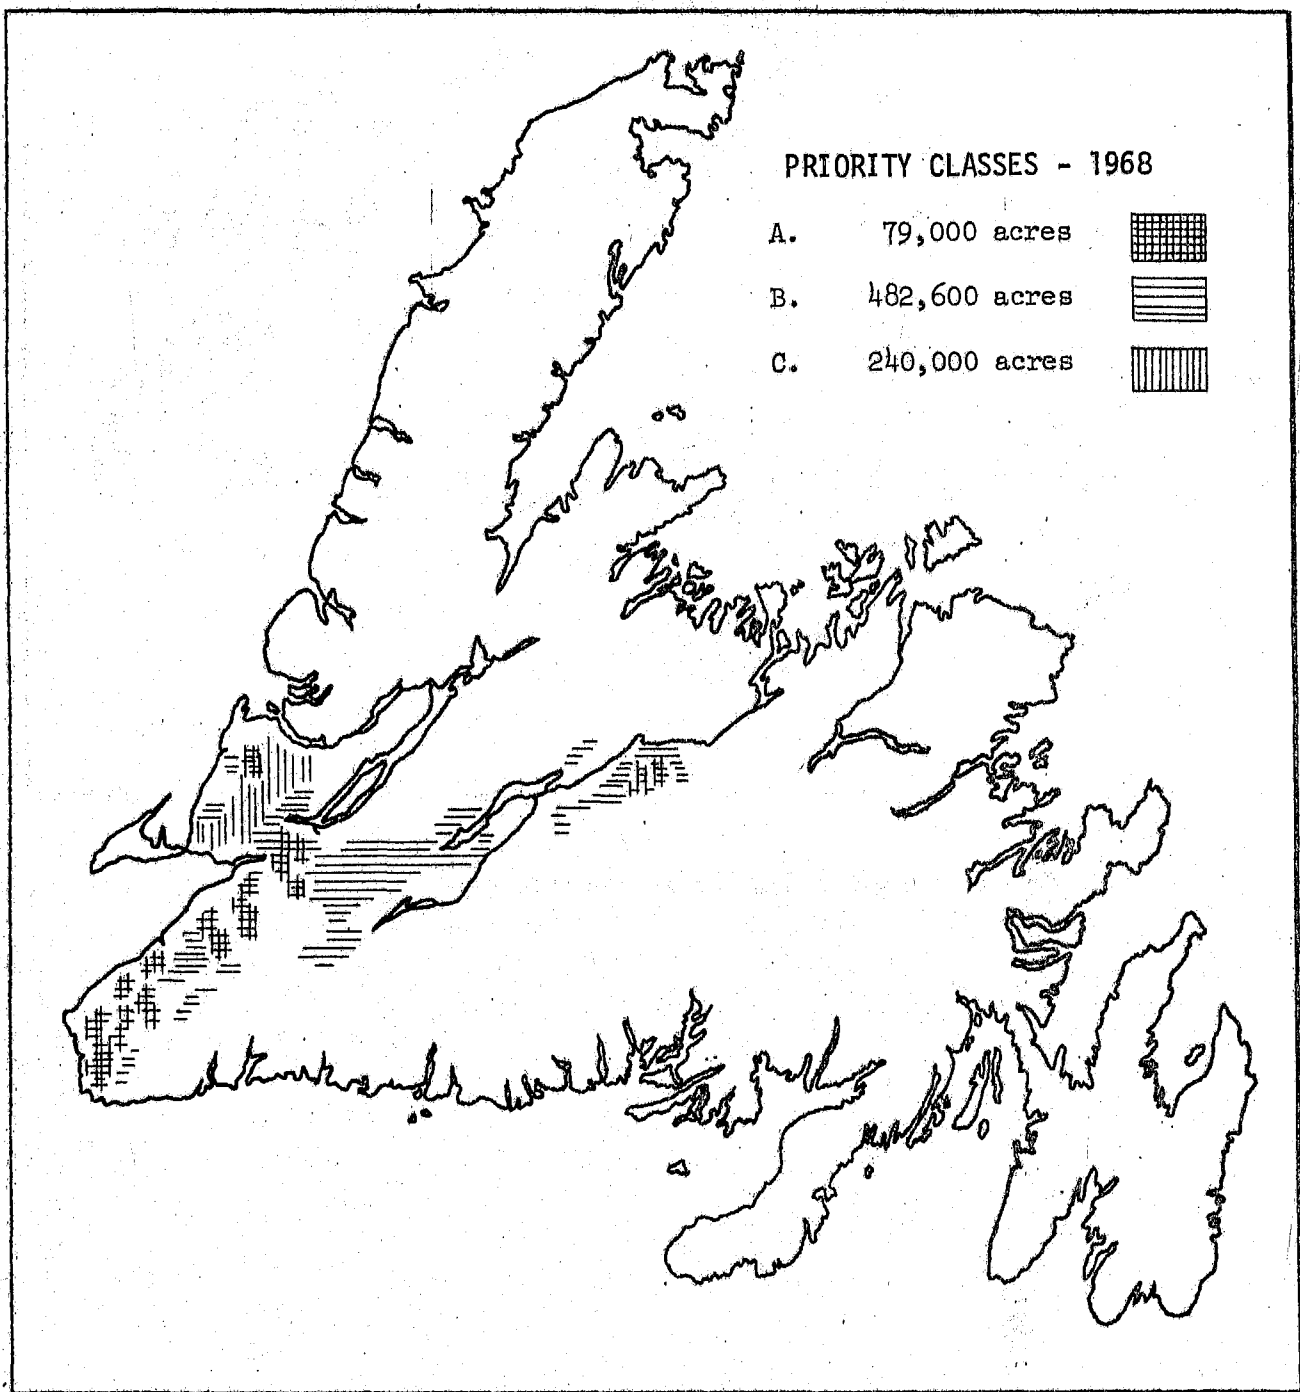 PRIORITY CLASSES - 1968
A. 79,000 acres
B. 482,600 acres
C. 240,000 acres